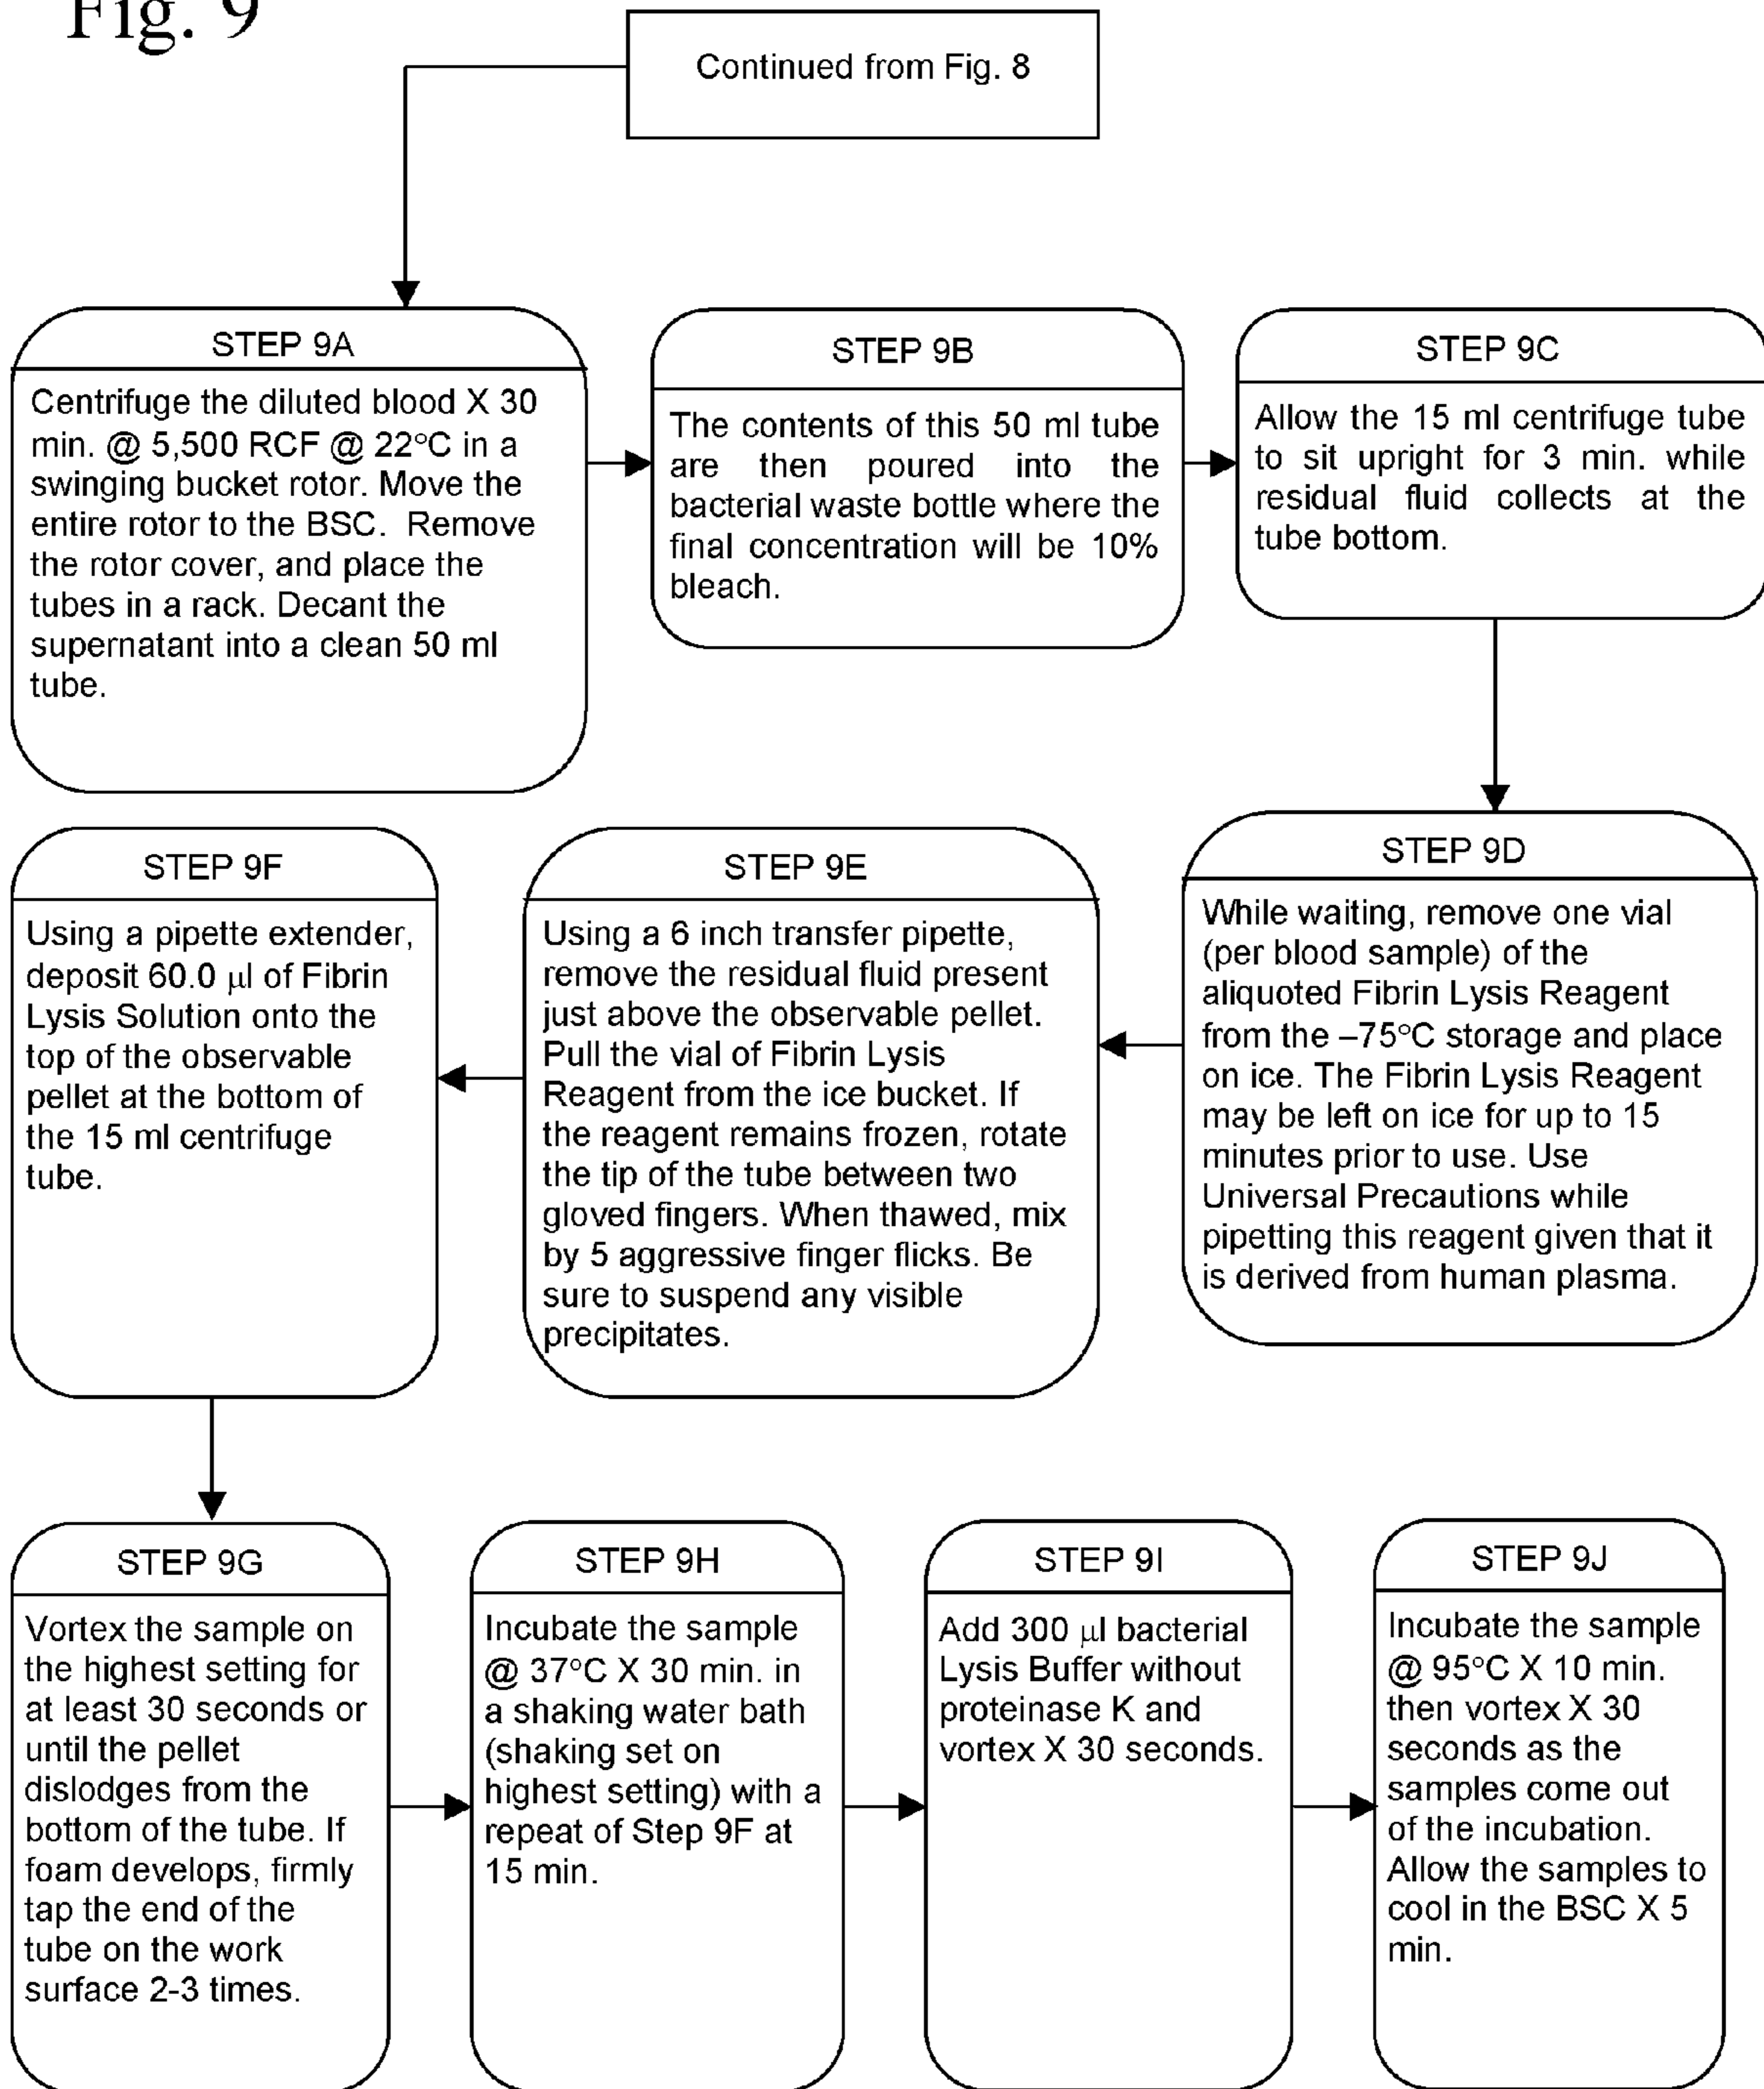 Fig. 9
Continued from Fig. 8
STEP 9A
Centrifuge the diluted blood X 30
min. @ 5,500 RCF @ 22°C in a
swinging bucket rotor. Move the
entire rotor to the BSC. Remove
the rotor cover, and place the
tubes in a rack. Decant the
supernatant into a clean 50 ml
tube.
STEP 9B
The contents of this 50 ml tube
are then poured into the
bacterial waste bottle where the
final concentration will be 10%
bleach.
STEP 9C
Allow the 15 ml centrifuge tube
to sit upright for 3 min. while
residual fluid collects at the
tube bottom.
STEP 9D
While waiting, remove one vial
(per blood sample) of the
aliquoted Fibrin Lysis Reagent
from the –75°C storage and place
on ice. The Fibrin Lysis Reagent
may be left on ice for up to 15
minutes prior to use. Use
Universal Precautions while
pipetting this reagent given that it
is derived from human plasma.
STEP 9E
Using a 6 inch transfer pipette,
remove the residual fluid present
just above the observable pellet.
Pull the vial of Fibrin Lysis
Reagent from the ice bucket. If
the reagent remains frozen, rotate
the tip of the tube between two
gloved fingers. When thawed, mix
by 5 aggressive finger flicks. Be
sure to suspend any visible
precipitates.
STEP 9F
Using a pipette extender,
deposit 60.0 µl of Fibrin
Lysis Solution onto the
top of the observable
pellet at the bottom of
the 15 ml centrifuge
tube.
STEP 9G
Vortex the sample on
the highest setting for
at least 30 seconds or
until the pellet
dislodges from the
bottom of the tube. If
foam develops, firmly
tap the end of the
tube on the work
surface 2-3 times.
STEP 9H
Incubate the sample
@ 37°C X 30 min. in
a shaking water bath
(shaking set on
highest setting) with a
repeat of Step 9F at
15 min.
STEP 9I
Add 300 µl bacterial
Lysis Buffer without
proteinase K and
vortex X 30 seconds.
STEP 9J
Incubate the sample
@ 95°C X 10 min.
then vortex X 30
seconds as the
samples come out
of the incubation.
Allow the samples to
cool in the BSC X 5
min.